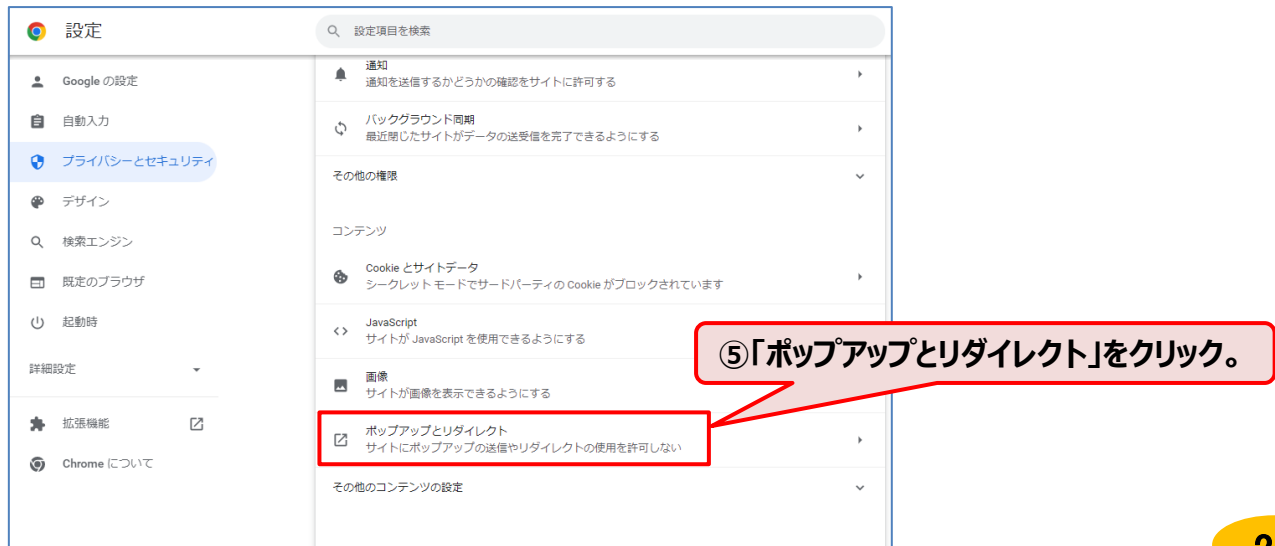 設定
設定項目を検索
Google の設定
自動入力
プライバシーとセキュリティ
デザイン
検索エンジン
既定のブラウザ
起動時
詳細設定
拡張機能
Chrome について
通知
通知を送信するかどうかの確認をサイトに許可する
バックグラウンド同期
最近閉じたサイトがデータの送受信を完了できるようにする
その他の権限
コンテンツ
Cookie とサイトデータ
シークレット モードでサードパーティの Cookie がブロックされています
JavaScript
サイトが JavaScript を使用できるようにする
画像
サイトが画像を表示できるようにする
ポップアップとリダイレクト
サイトにポップアップの送信やリダイレクトの使用を許可しない
その他のコンテンツの設定
⑤「ポップアップとリダイレクト」をクリック。